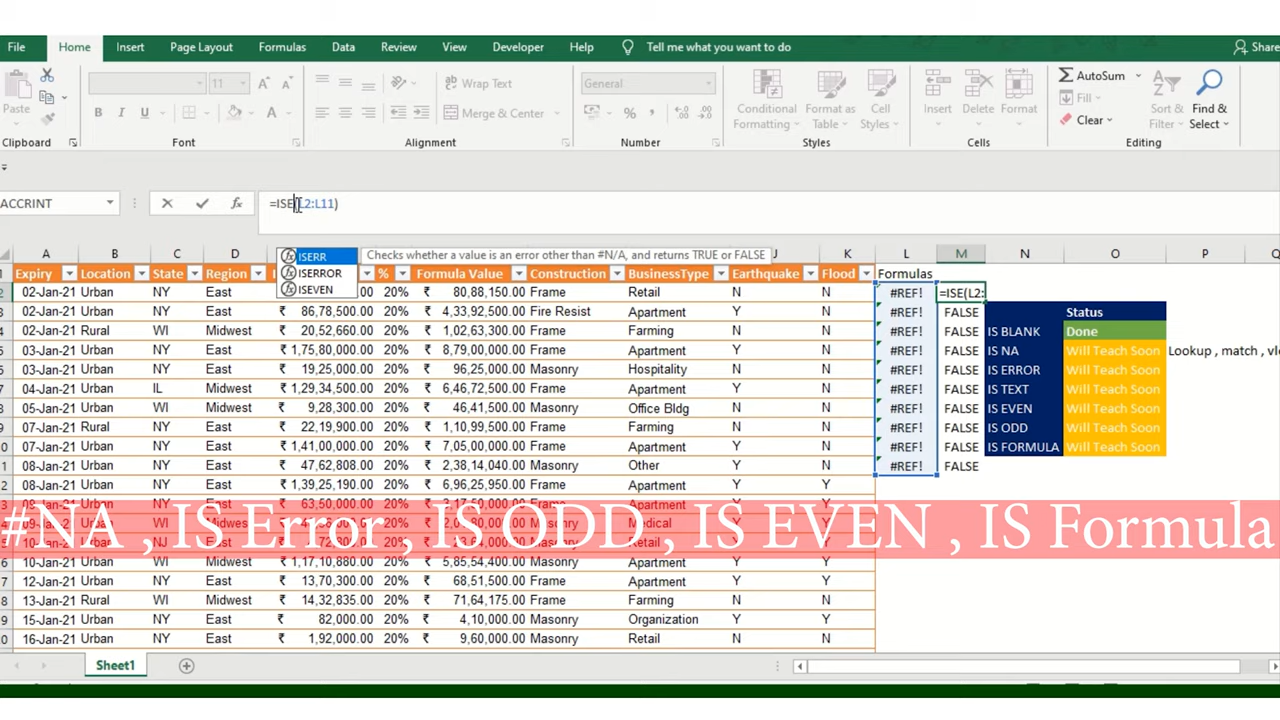 File Home Insert Page Layout Formulas Data Review View Developer Help Tell me what you want to do Share
11 Wrap Text General AutoSum
Paste Merge & Center Conditional Formatting Format as Table Cell Styles Insert Delete Format Fill Clear Sort & Filter Find & Select
Clipboard Font Alignment Number Styles Cells Editing
ACCRINT =ISE(L2:L11)
ISERR Checks whether a value is an error other than #N/A, and returns TRUE or FALSE
ISERROR
ISEVEN
A B C D J K L M N O P Q
Expiry Location State Region % Formula Value Construction BusinessType Earthquake Flood Formulas
02-Jan-21 Urban NY East 20% ₹ 80,88,150.00 Frame Retail N N #REF! =ISE(L2:
02-Jan-21 Urban NY East ₹ 86,78,500.00 20% ₹ 4,33,92,500.00 Fire Resist Apartment Y Y #REF! FALSE Status
02-Jan-21 Rural WI Midwest ₹ 20,52,660.00 20% ₹ 1,02,63,300.00 Frame Farming N N #REF! FALSE IS BLANK Done
03-Jan-21 Urban NY East ₹ 1,75,80,000.00 20% ₹ 8,79,00,000.00 Frame Apartment Y N #REF! FALSE IS NA Will Teach Soon Lookup , match , vl
03-Jan-21 Urban NY East ₹ 19,25,000.00 20% ₹ 96,25,000.00 Masonry Hospitality N N #REF! FALSE IS ERROR Will Teach Soon
04-Jan-21 Urban IL Midwest ₹ 1,29,34,500.00 20% ₹ 6,46,72,500.00 Frame Apartment Y N #REF! FALSE IS TEXT Will Teach Soon
05-Jan-21 Urban WI Midwest ₹ 9,28,300.00 20% ₹ 46,41,500.00 Masonry Office Bldg N N #REF! FALSE IS EVEN Will Teach Soon
07-Jan-21 Rural WI Midwest ₹ 22,19,900.00 20% ₹ 1,10,99,500.00 Frame Farming N N #REF! FALSE IS ODD Will Teach Soon
07-Jan-21 Urban NY East ₹ 1,41,00,000.00 20% ₹ 7,05,00,000.00 Frame Apartment Y Y #REF! FALSE IS FORMULA Will Teach Soon
08-Jan-21 Urban NY East ₹ 47,62,808.00 20% ₹ 2,38,14,040.00 Masonry Other Y N #REF! FALSE
08-Jan-21 Urban NY East ₹ 1,39,25,190.00 20% ₹ 6,96,25,950.00 Frame Apartment Y Y
#NA , IS Error , IS ODD , IS EVEN , IS Formula
10-Jan-21 Urban NY Midwest ₹ 1,17,10,880.00 20% ₹ 5,85,54,400.00 Frame Apartment Y Y
12-Jan-21 Urban NY East ₹ 13,70,300.00 20% ₹ 68,51,500.00 Frame Apartment Y Y
13-Jan-21 Rural WI Midwest ₹ 14,32,835.00 20% ₹ 71,64,175.00 Frame Farming N N
15-Jan-21 Urban NY East ₹ 82,000.00 20% ₹ 4,10,000.00 Masonry Organization Y Y
16-Jan-21 Urban NY East ₹ 1,92,000.00 20% ₹ 9,60,000.00 Masonry Retail N N
Sheet1